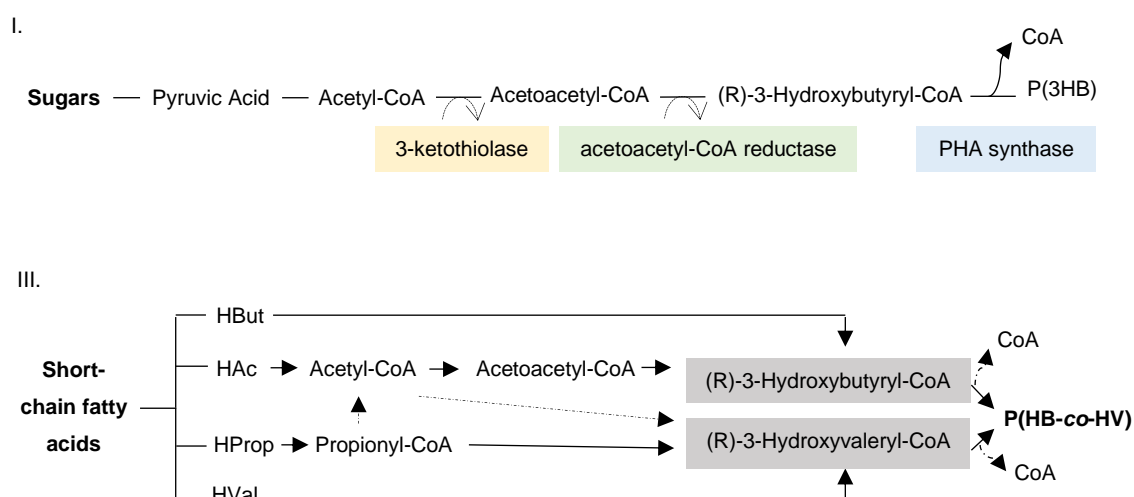 I.
CoA
Sugars Pyruvic Acid Acetyl-CoA Acetoacetyl-CoA (R)-3-Hydroxybutyryl-CoA P(3HB)
3-ketothiolase acetoacetyl-CoA reductase PHA synthase
III.
HBut
CoA
Short-
chain fatty
acids
HAc Acetyl-CoA Acetoacetyl-CoA (R)-3-Hydroxybutyryl-CoA
P(HB-co-HV)
HProp Propionyl-CoA (R)-3-Hydroxyvaleryl-CoA
CoA
HVal